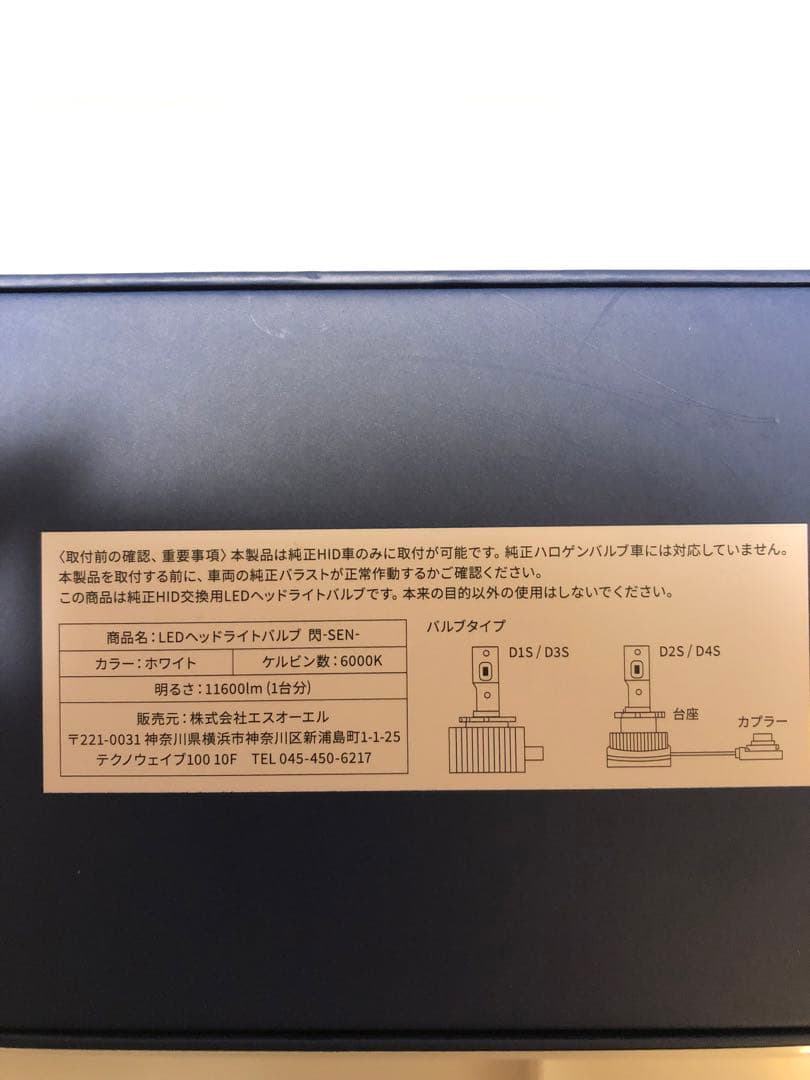 〈取付前の確認、重要事項〉本製品は純正HID車のみに取付が可能です。純正ハロゲンバルブ車には対応していません。
本製品を取付する前に、車両の純正バラストが正常作動するかご確認ください。
この商品は純正HID交換用LEDヘッドライトバルブです。本来の目的以外の使用はしないでください。
商品名：LEDヘッドライトバルブ 閃-SEN-
カラー：ホワイト
ケルビン数：6000K
明るさ：11600lm (1台分)
販売元：株式会社エスオーエル
〒221-0031 神奈川県横浜市神奈川区新浦島町1-1-25
テクノウェイブ100 10F TEL 045-450-6217
バルブタイプ
D1S / D3S
D2S / D4S
台座
カプラー